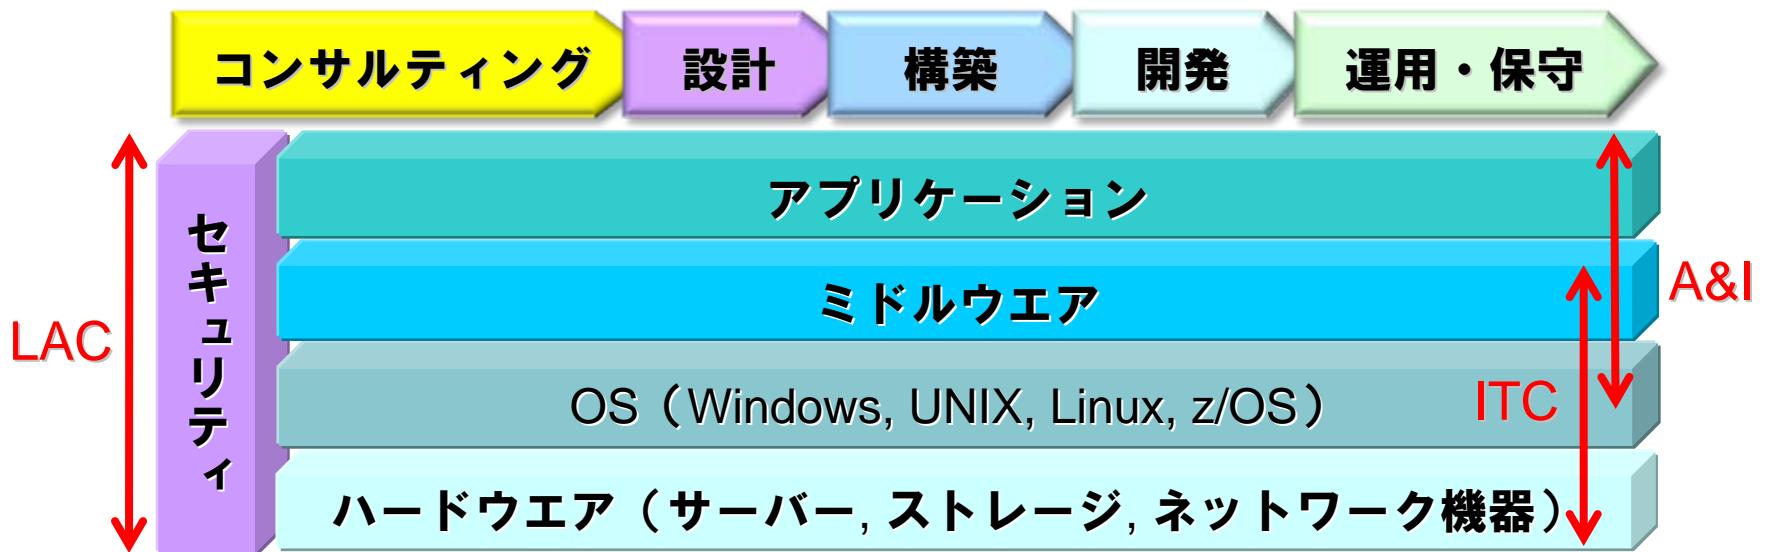 コンサルティング
設計
構築
開発
運用・保守
セキュリティ
アプリケーション
ミドルウエア
OS（Windows, UNIX, Linux, z/OS）
ハードウエア（サーバー, ストレージ, ネットワーク機器）
LAC
A&I
ITC